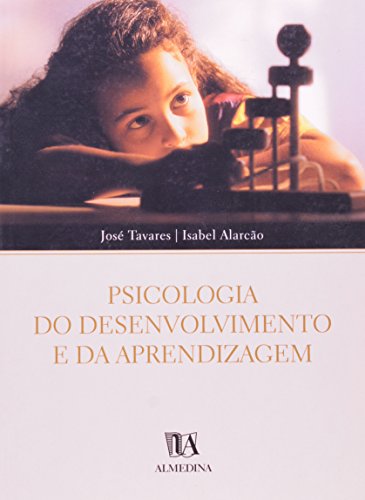 José Tavares | Isabel Alarcão
PSICOLOGIA
DO DESENVOLVIMENTO
E DA APRENDIZAGEM
ALMEDINA